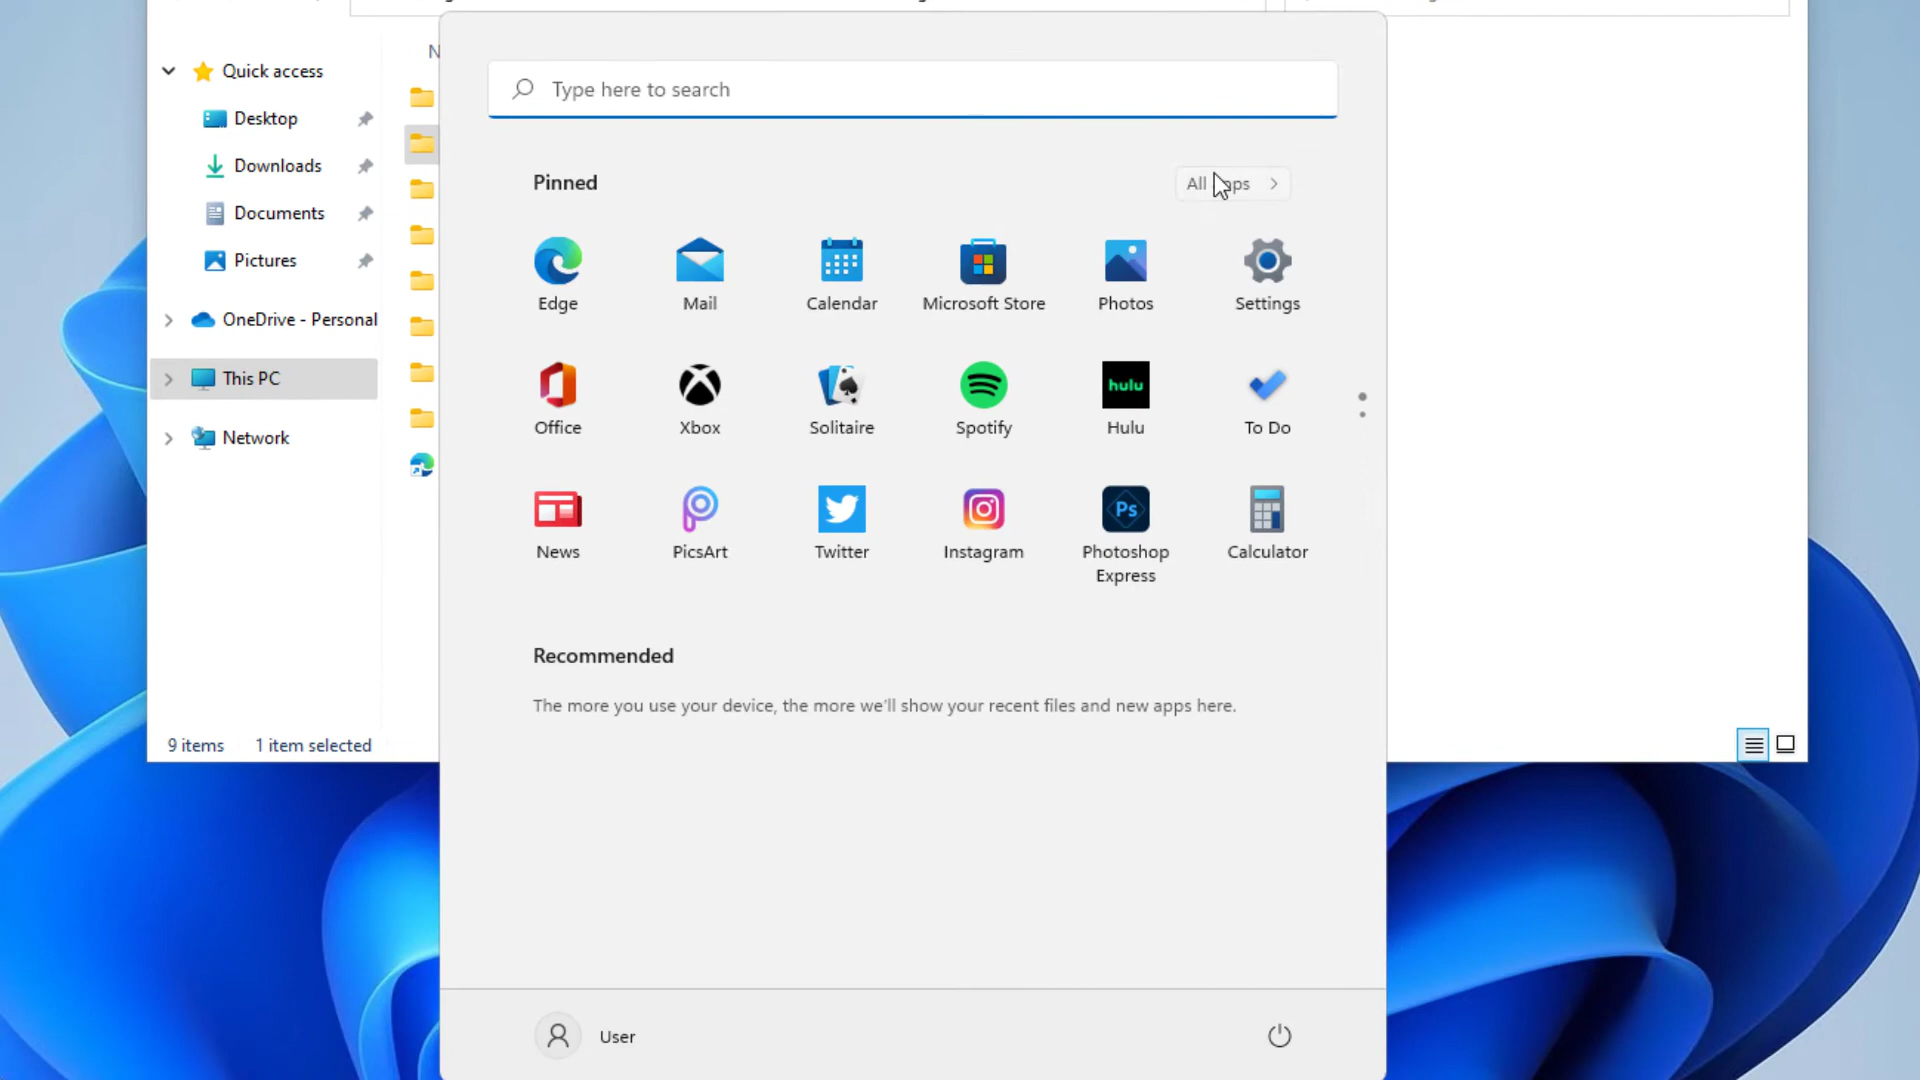 Type here to search
Quick access
Desktop
Downloads
Documents
Pictures
OneDrive - Personal
This PC
Network
9 items 1 item selected
N
Pinned
All
Edge Mail Calendar Microsoft Store Photos Settings
hulu
Office Xbox Solitaire Spotify Hulu To Do
Ps
News PicsArt Twitter Instagram Photoshop Express Calculator
Recommended
The more you use your device, the more we'll show your recent files and new apps here.
User